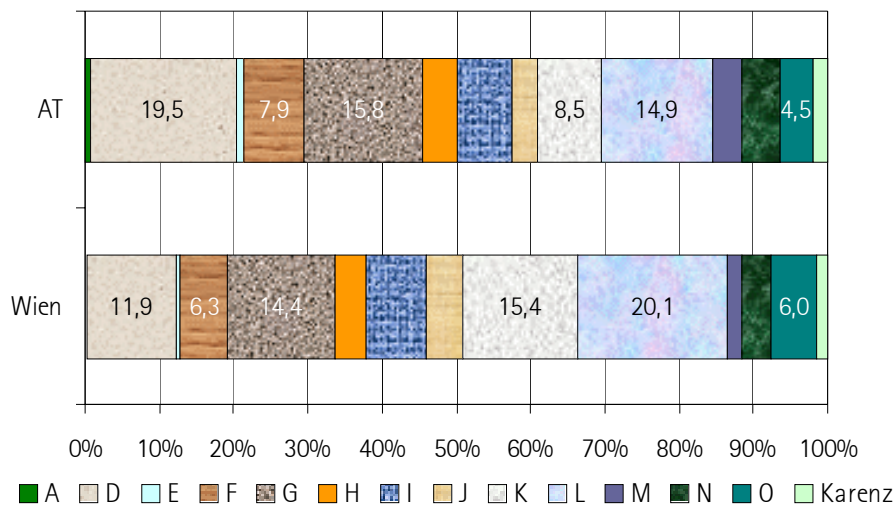 AT
19,5 7,9 15,8 8,5 14,9 4,5
Wien
11,9 6,3 14,4 15,4 20,1 6,0
0% 10% 20% 30% 40% 50% 60% 70% 80% 90% 100%
A D E F G H I J K L M N O Karenz